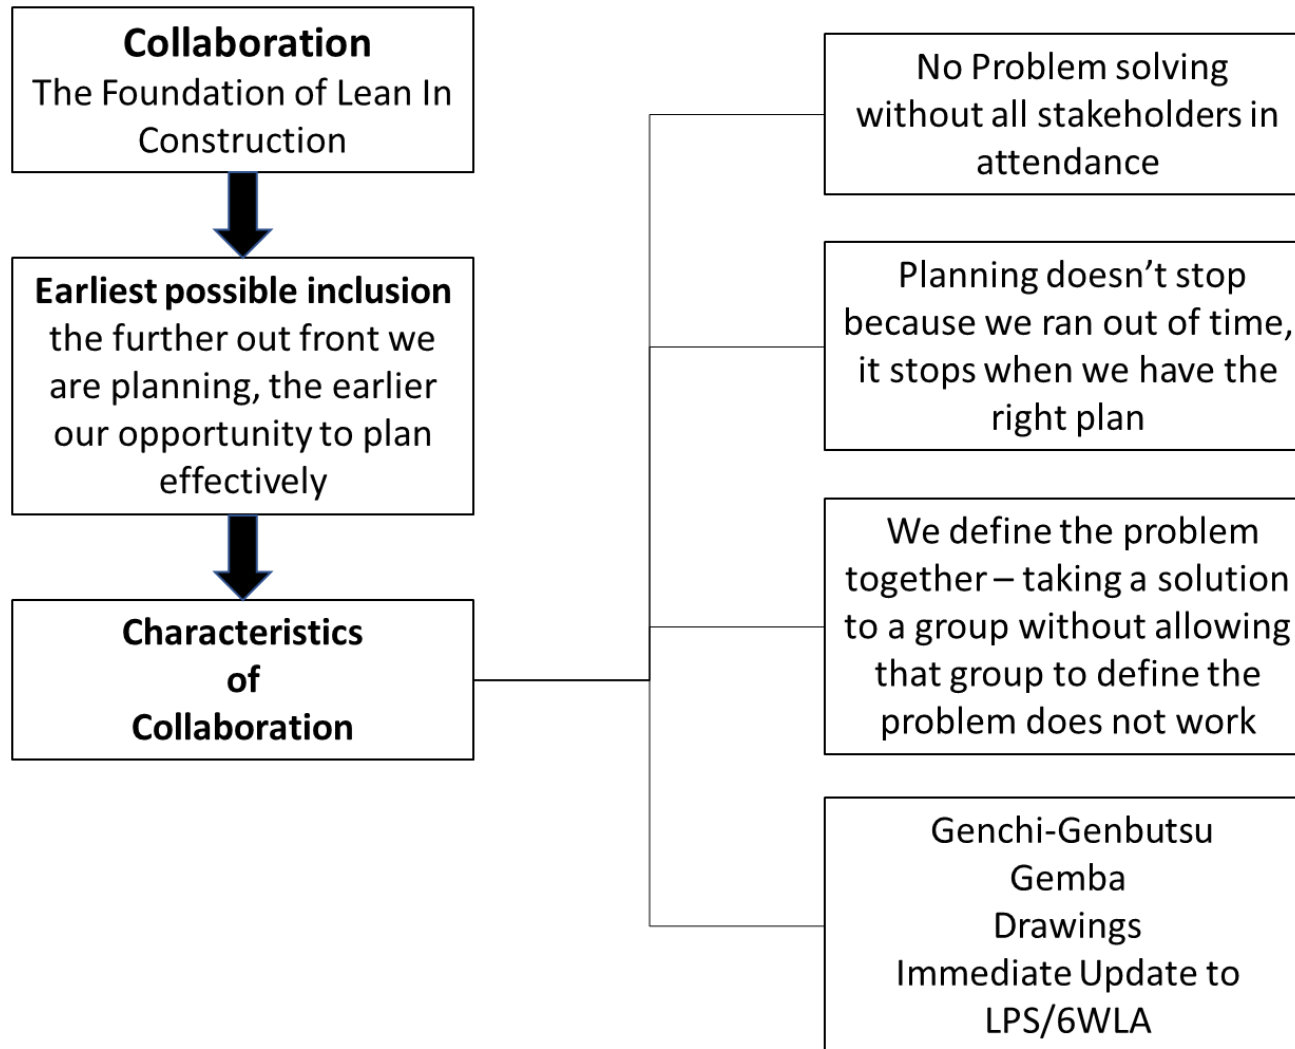 Collaboration
The Foundation of Lean In
Construction
Earliest possible inclusion
the further out front we
are planning, the earlier
our opportunity to plan
effectively
Characteristics
of
Collaboration
No Problem solving
without all stakeholders in
attendance
Planning doesn’t stop
because we ran out of time,
it stops when we have the
right plan
We define the problem
together – taking a solution
to a group without allowing
that group to define the
problem does not work
Genchi-Genbutsu
Gemba
Drawings
Immediate Update to
LPS/6WLA